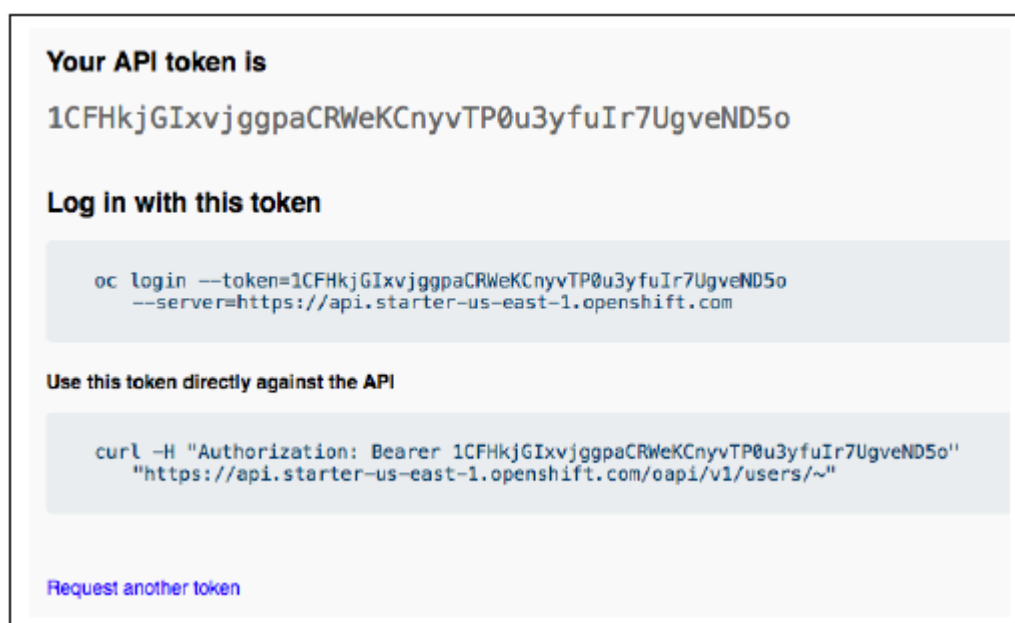 Your API token is
1CFHkjGIxvjggpaCRWeKCnyvTP0u3yfuIr7UgveND5o
Log in with this token
oc login --token=1CFHkjGIxvjggpaCRWeKCnyvTP0u3yfuIr7UgveND5o
--server=https://api.starter-us-east-1.openshift.com
Use this token directly against the API
curl -H "Authorization: Bearer 1CFHkjGIxvjggpaCRWeKCnyvTP0u3yfuIr7UgveND5o"
"https://api.starter-us-east-1.openshift.com/oapi/v1/users/~"
Request another token